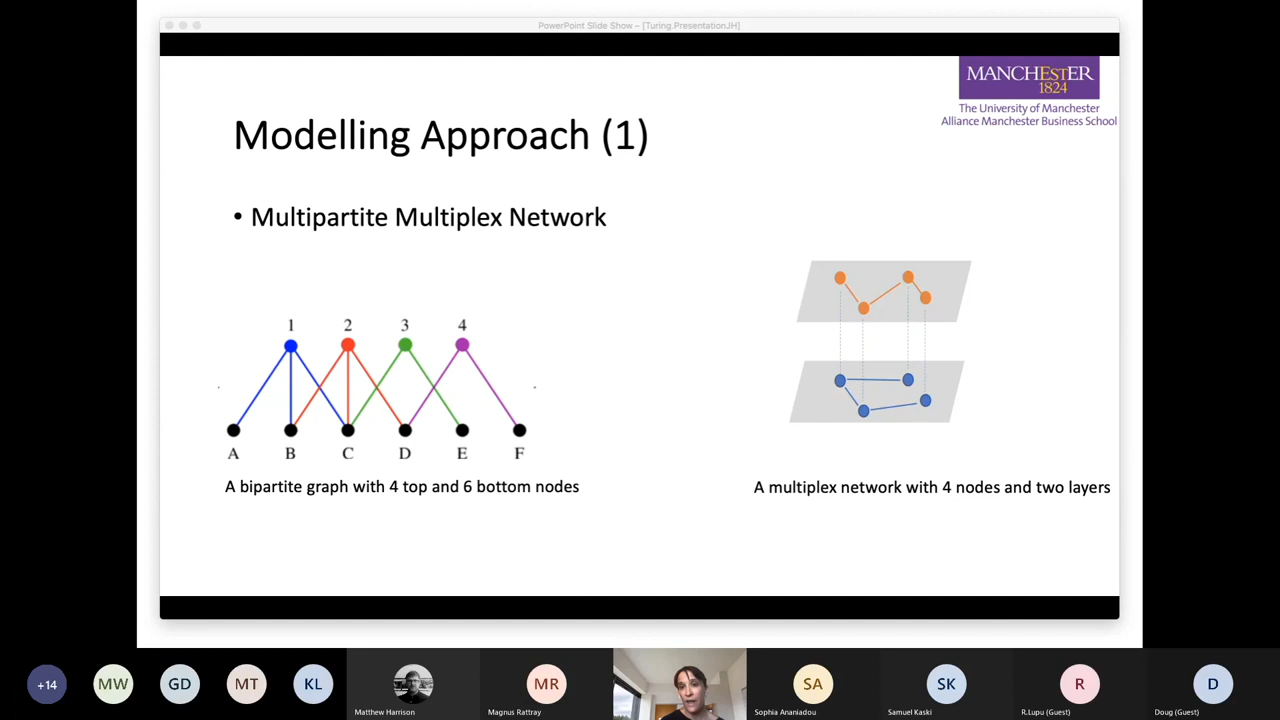 PowerPoint Slide Show – [Turing.PresentationJH]
MANCHESTER
1824
The University of Manchester
Alliance Manchester Business School
Modelling Approach (1)
• Multipartite Multiplex Network
1 2 3 4
A B C D E F
A bipartite graph with 4 top and 6 bottom nodes
A multiplex network with 4 nodes and two layers
+14 MW GD MT KL MR SA SK R D
Matthew Harrison Magnus Rattray Sophia Ananiadou Samuel Kaski R.Lupu (Guest) Doug (Guest)